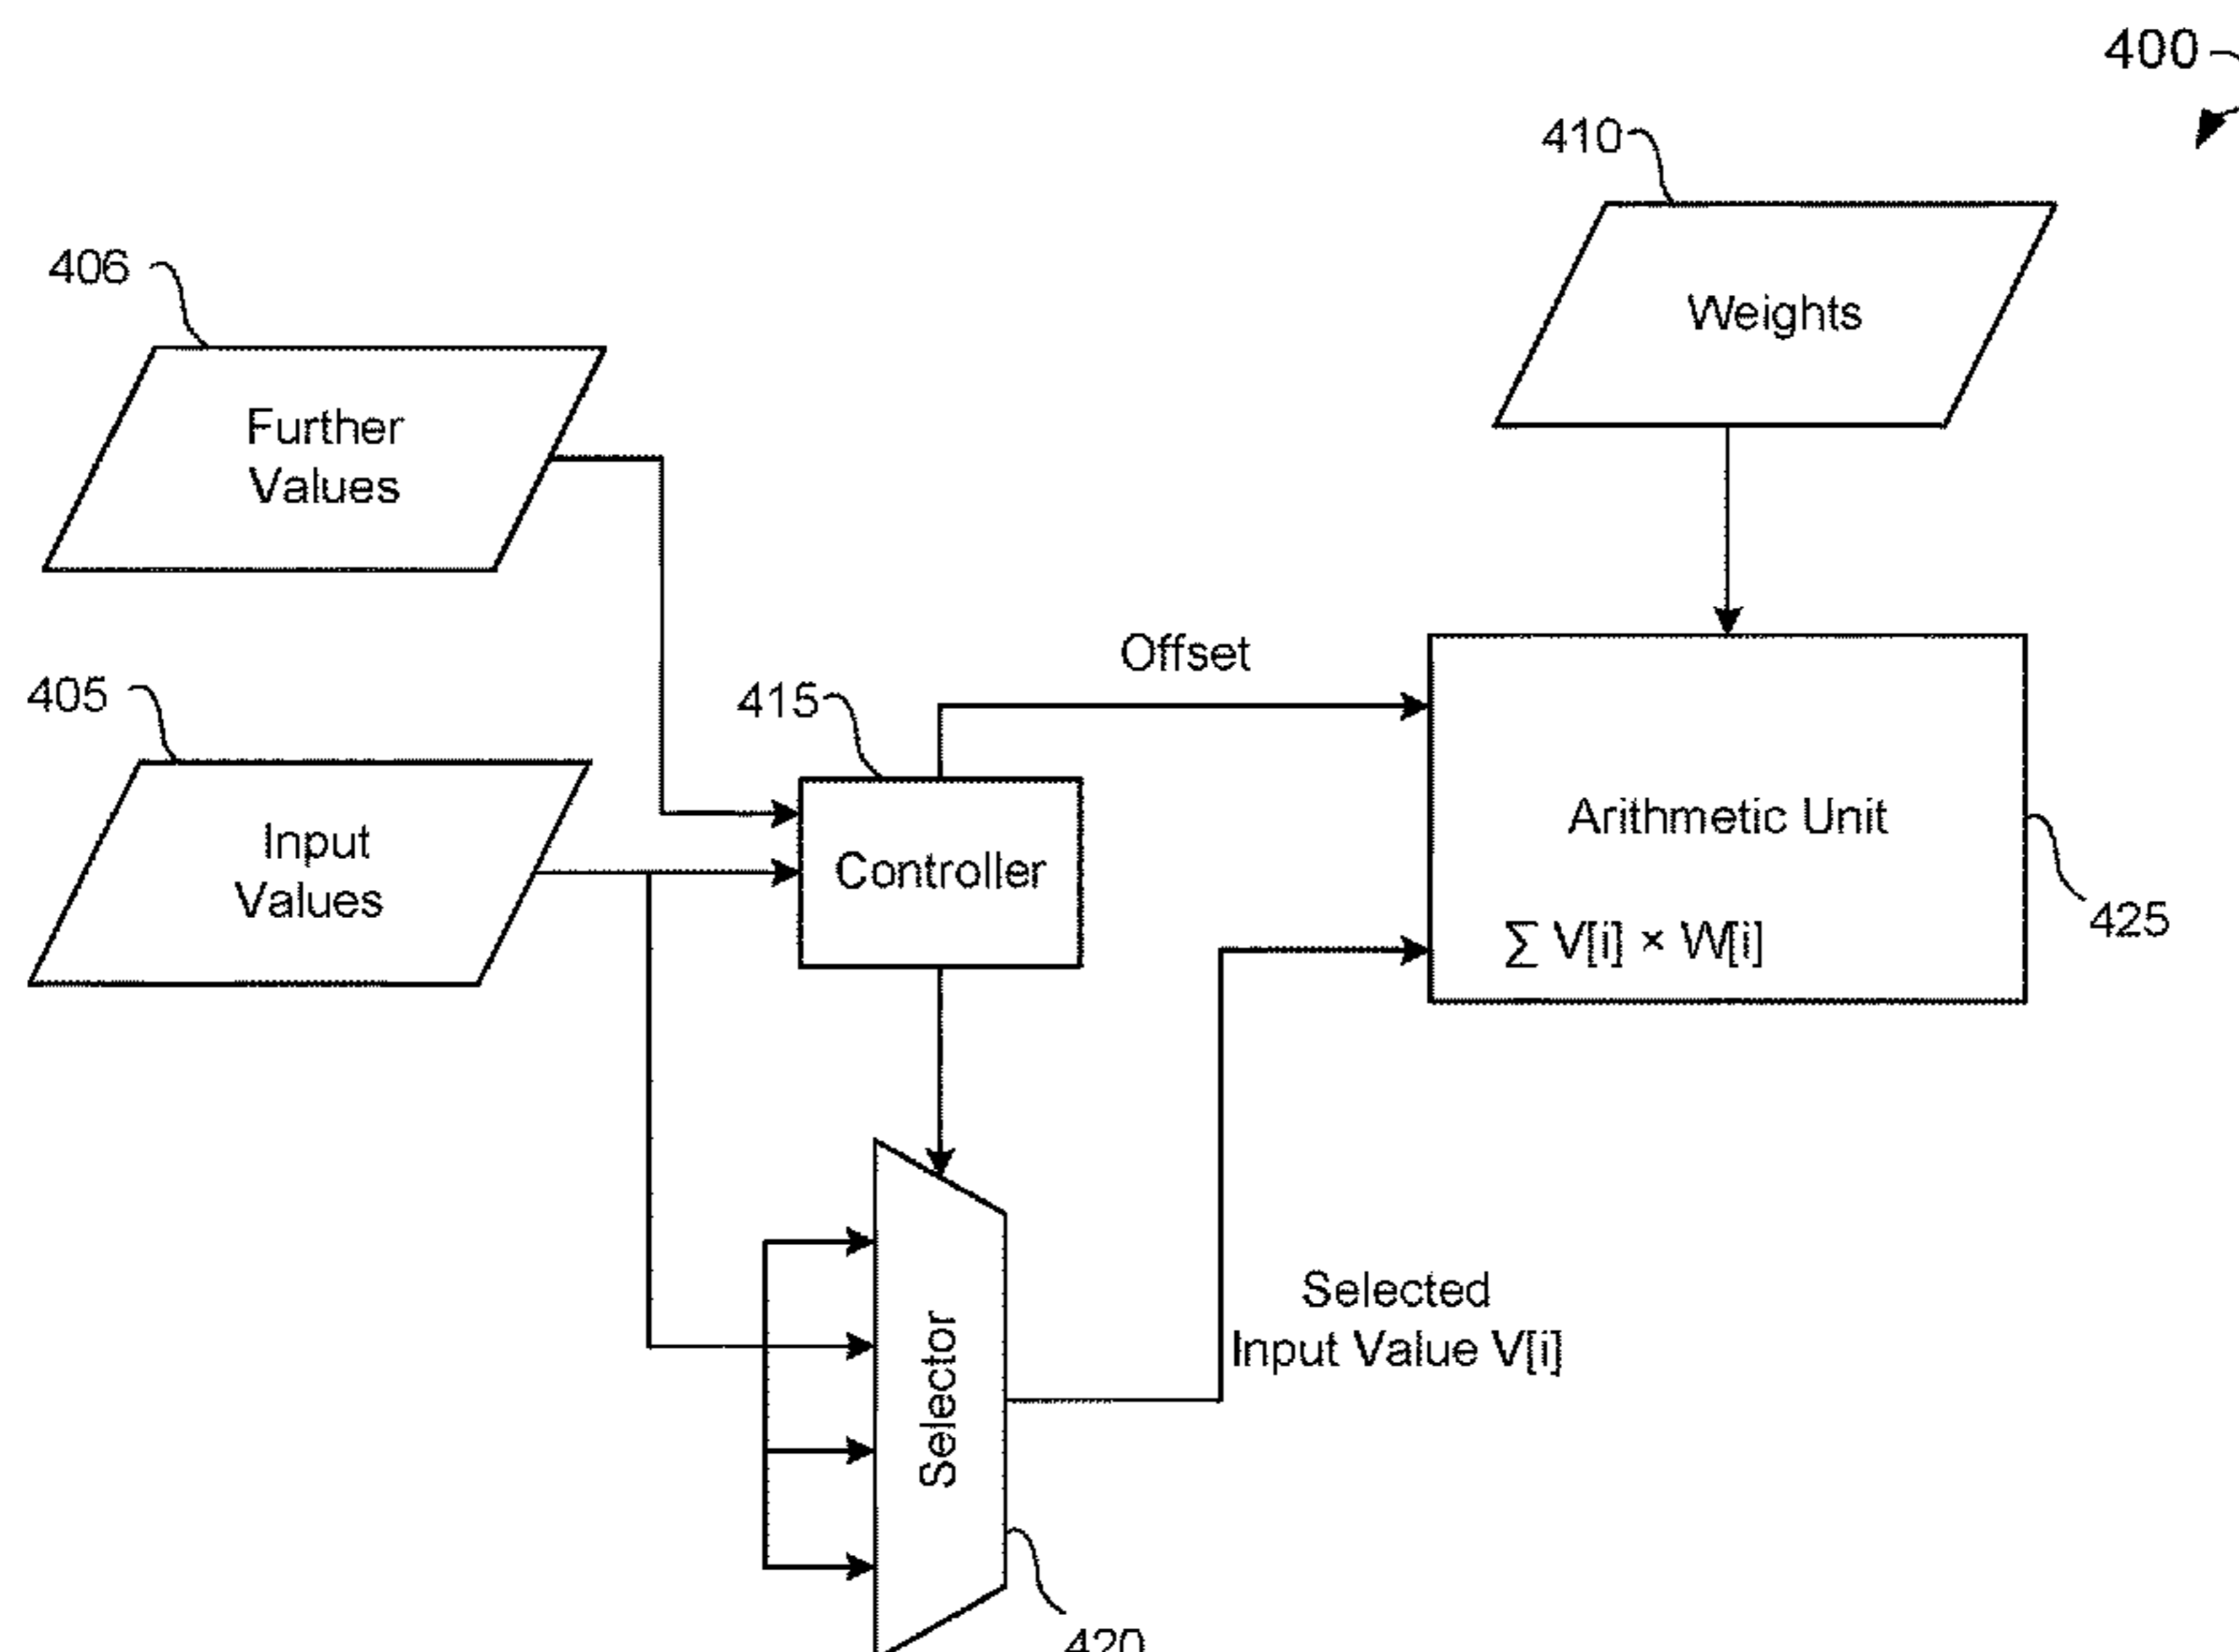 400
410
406
Weights
Further
Values
Offset
405
415
Input
Values
Controller
Arithmetic Unit
∑ V[i] × W[i]
425
Selector
Selected
Input Value V[i]
420